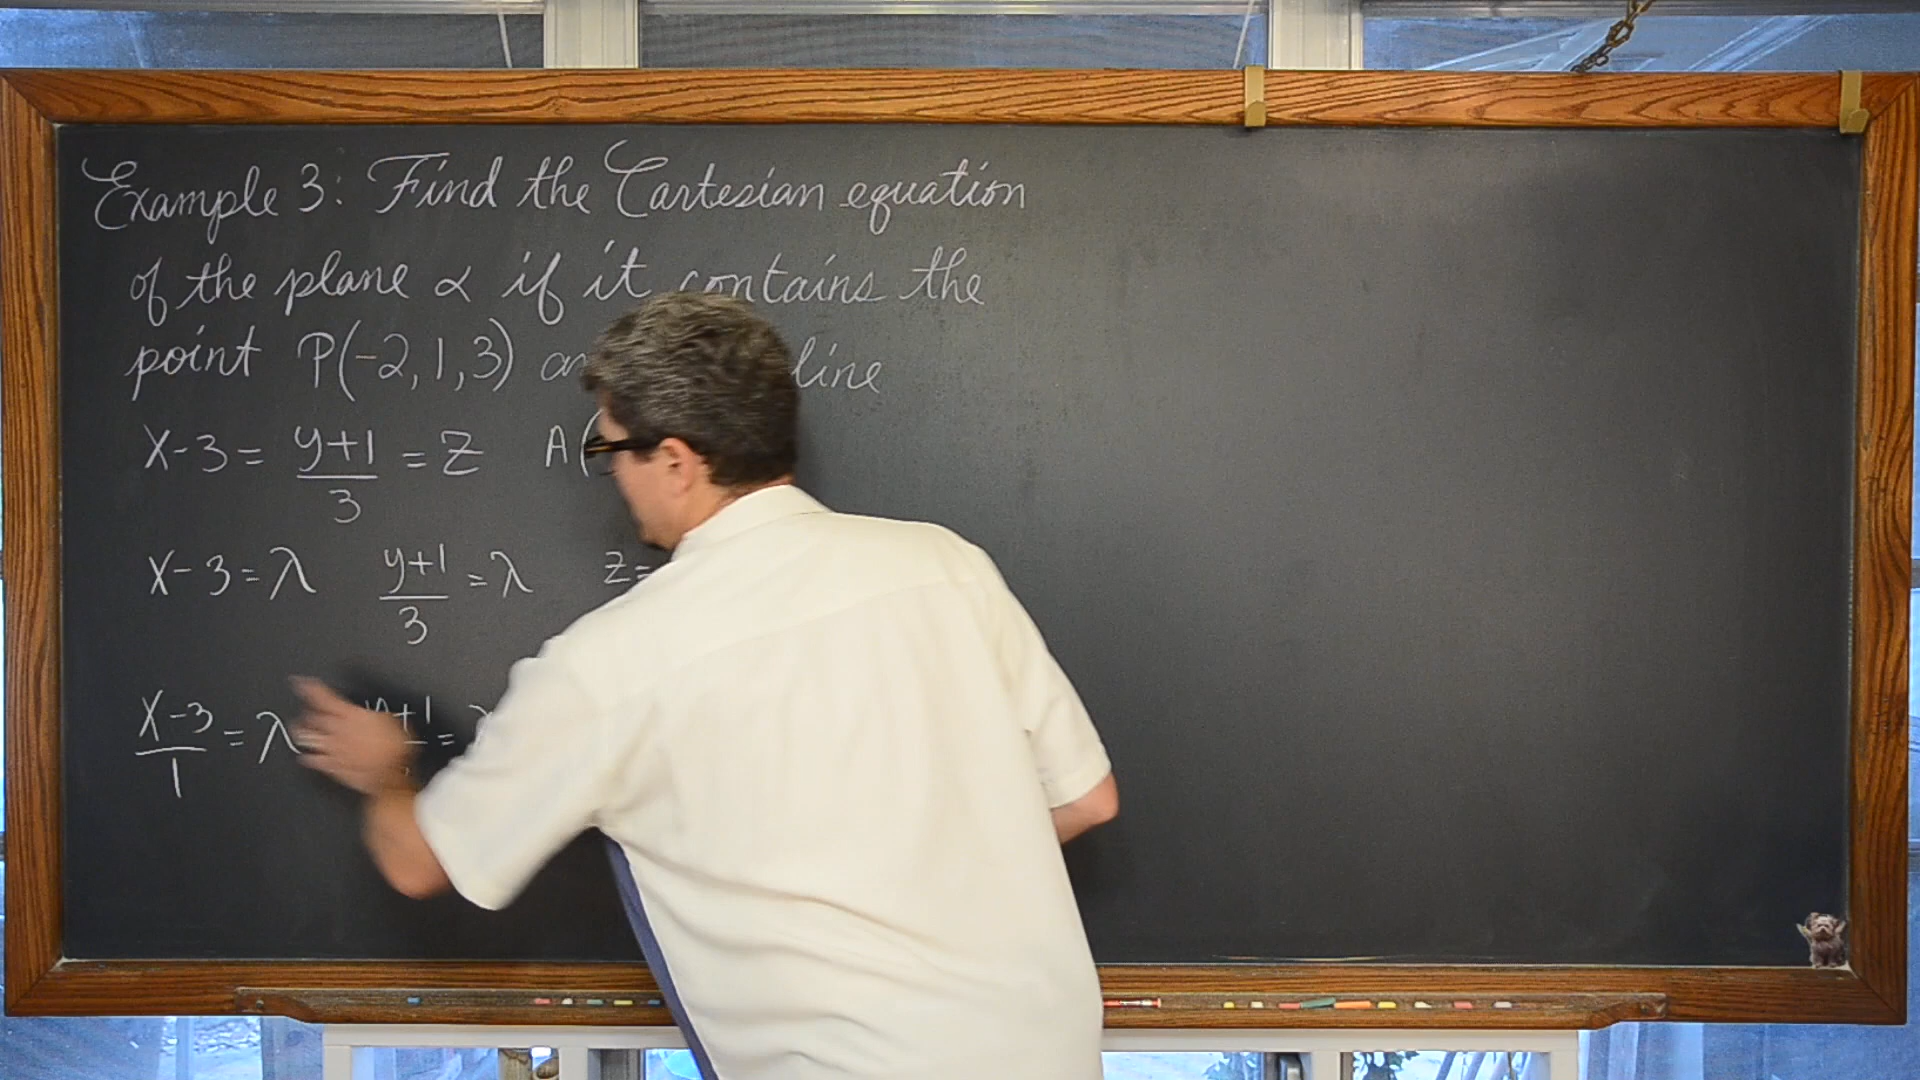 Example 3: Find the Cartesian equation
of the plane α if it contains the
point P(-2,1,3) line
x-3 = y+1/3 = z A(
x-3=λ y+1/3 =λ z=
x-3/1 =λ y+1 =